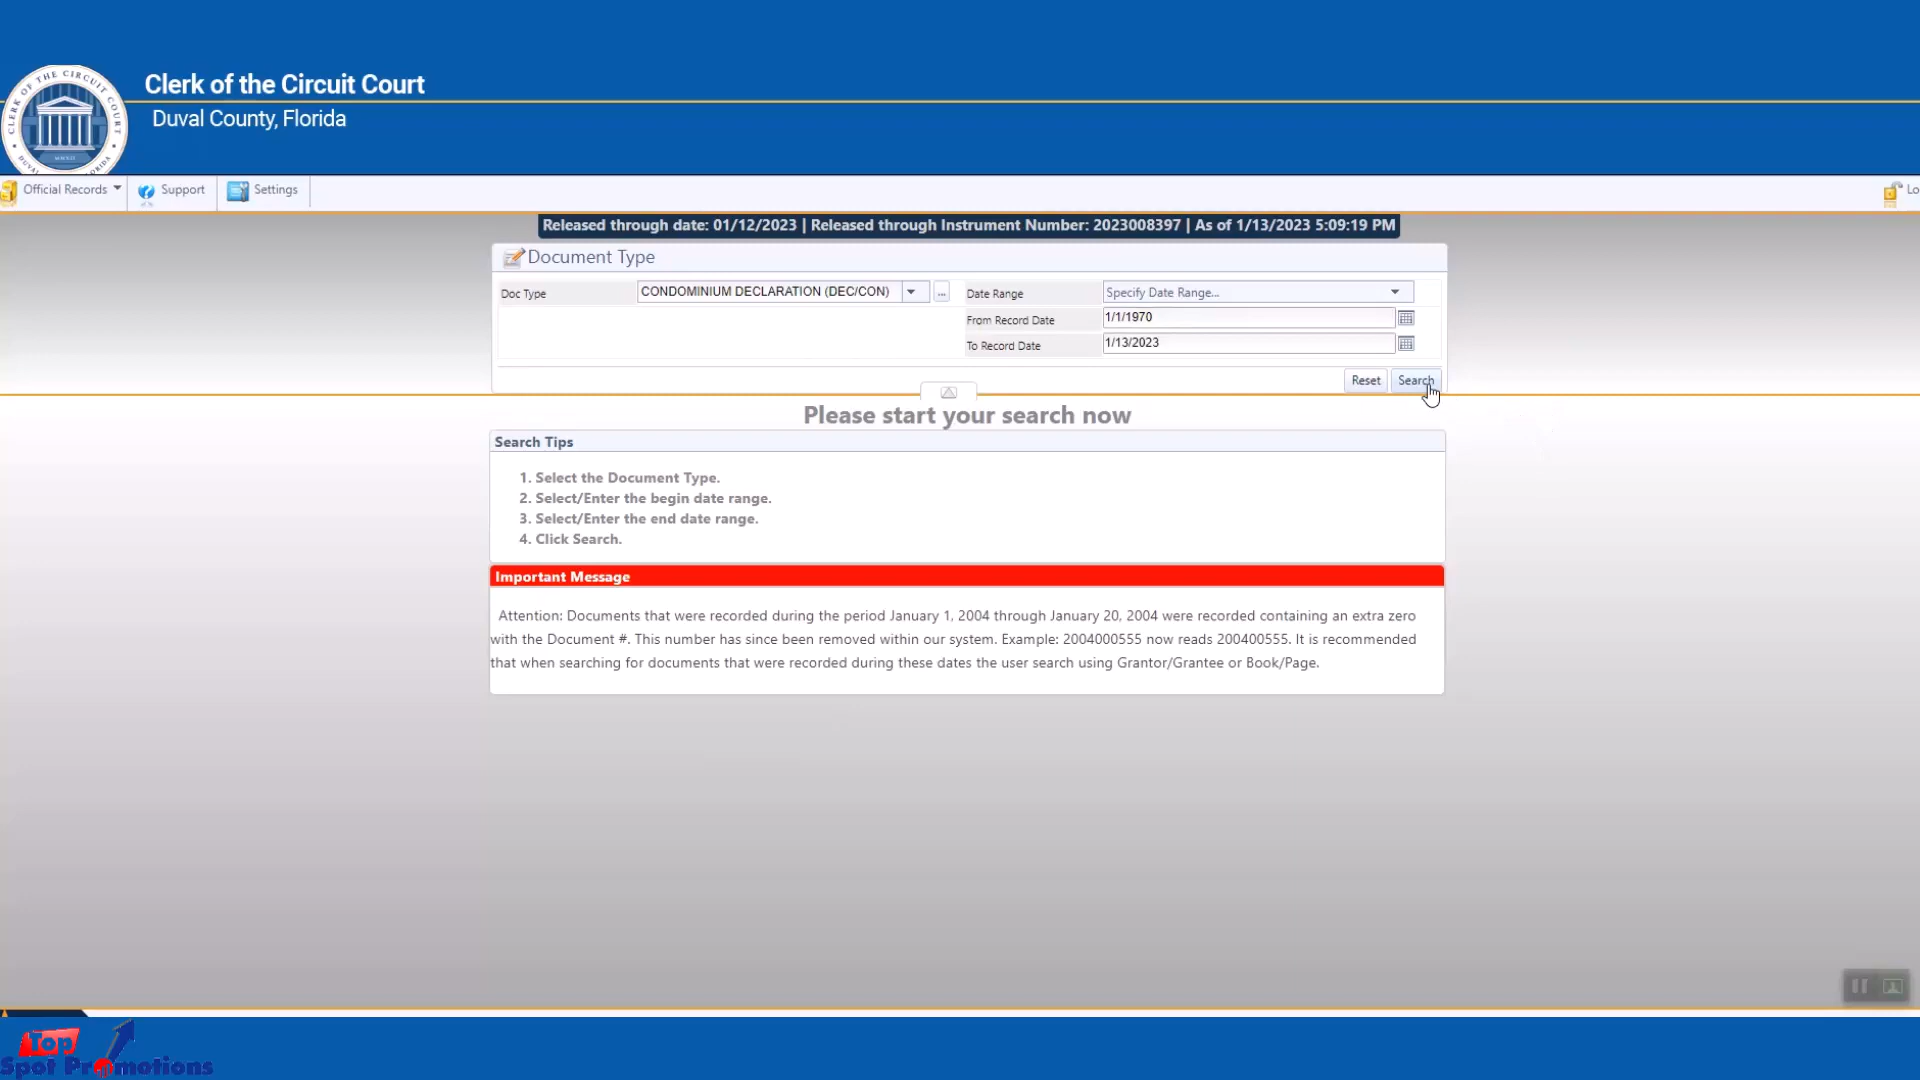 CLERK OF THE CIRCUIT COURT
Clerk of the Circuit Court
Duval County, Florida
Official Records
Support
Settings
Lo
Released through date: 01/12/2023 | Released through Instrument Number: 2023008397 | As of 1/13/2023 5:09:19 PM
Document Type
Doc Type
CONDOMINIUM DECLARATION (DEC/CON)
...
Date Range
Specify Date Range...
From Record Date
1/1/1970
To Record Date
1/13/2023
Reset
Search
Please start your search now
Search Tips
1. Select the Document Type.
2. Select/Enter the begin date range.
3. Select/Enter the end date range.
4. Click Search.
Important Message
Attention: Documents that were recorded during the period January 1, 2004 through January 20, 2004 were recorded containing an extra zero
with the Document #. This number has since been removed within our system. Example: 2004000555 now reads 200400555. It is recommended
that when searching for documents that were recorded during these dates the user search using Grantor/Grantee or Book/Page.
Top
Spot Promotions